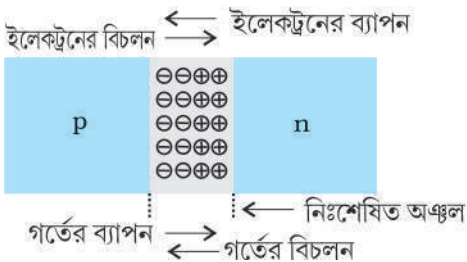 ইলেকট্রনের ব্যাপন
ইলেকট্রনের বিচলন
⊖⊖⊕⊕
⊖⊖⊕⊕
p ⊖⊖⊕⊕ n
⊖⊖⊕⊕
⊖⊖⊕⊕
নিঃশেষিত অঞ্চল
গর্তের ব্যাপন
গর্তের বিচলন